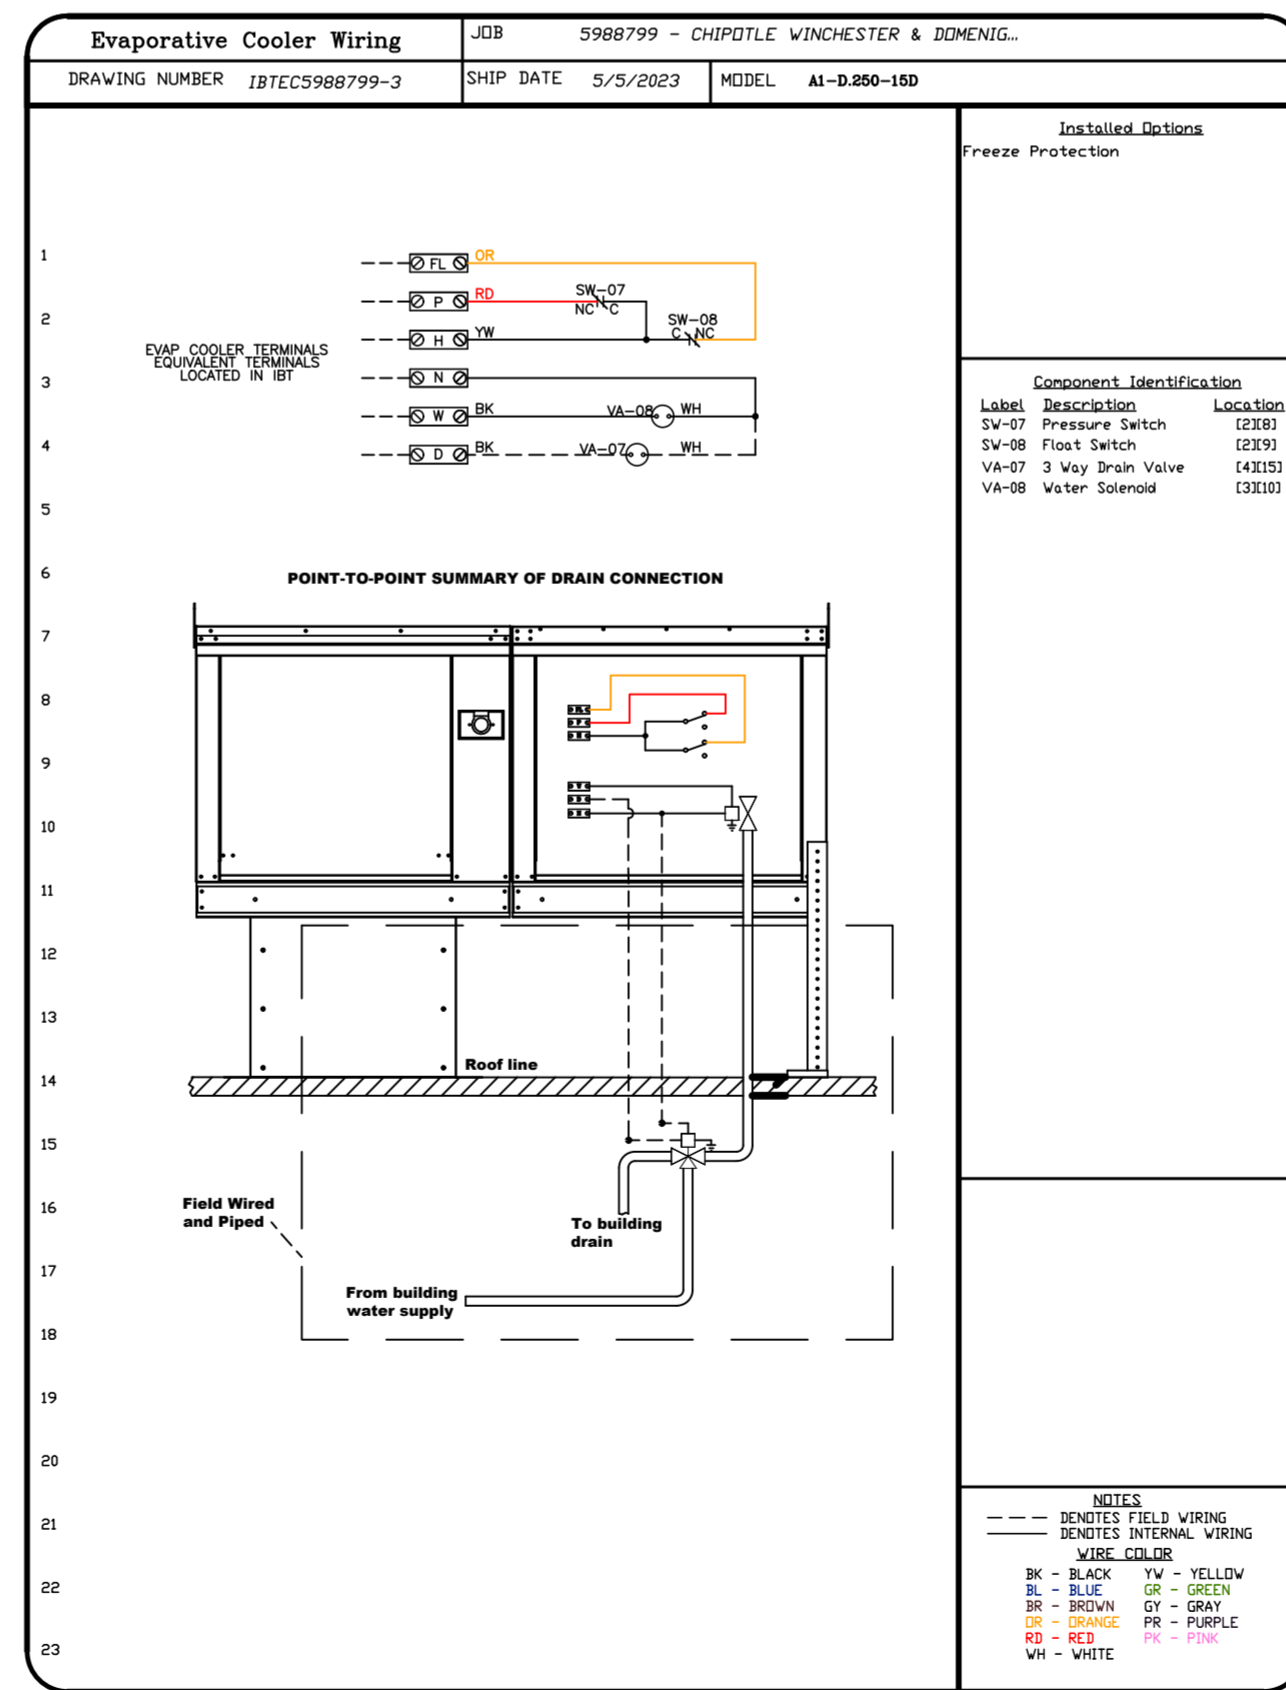 Evaporative Cooler Wiring
JOB 5988799 - CHIPOTLE WINCHESTER & DOMENIG...
DRAWING NUMBER IBTEC5988799-3
SHIP DATE 5/5/2023
MODEL A1-D.250-15D
Installed Options
Freeze Protection
1
2
3
4
5
6
7
8
9
10
11
12
13
14
15
16
17
18
19
20
21
22
23
EVAP COOLER TERMINALS
EQUIVALENT TERMINALS
LOCATED IN IBT
FL OR
P RD SW-07
NC C
H YW SW-08
C NC
N
W BK VA-08 WH
D BK VA-07 WH
Component Identification
Label Description Location
SW-07 Pressure Switch [2][8]
SW-08 Float Switch [2][9]
VA-07 3 Way Drain Valve [4][15]
VA-08 Water Solenoid [3][10]
POINT-TO-POINT SUMMARY OF DRAIN CONNECTION
Roof line
Field Wired
and Piped
To building
drain
From building
water supply
NOTES
DENOTES FIELD WIRING
DENOTES INTERNAL WIRING
WIRE COLOR
BK - BLACK YW - YELLOW
BL - BLUE GR - GREEN
BR - BROWN GY - GRAY
OR - ORANGE PR - PURPLE
RD - RED PK - PINK
WH - WHITE